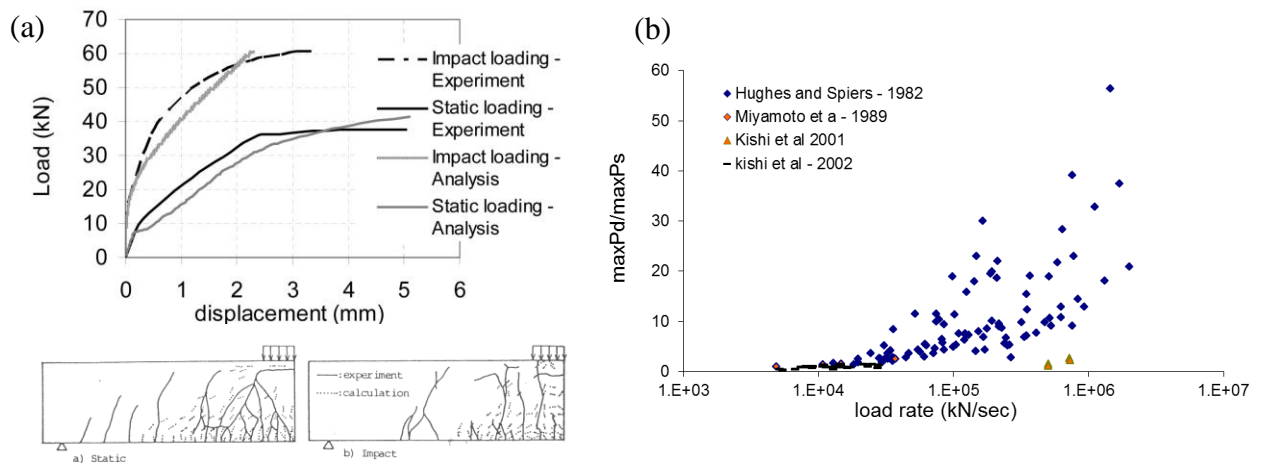 (a)
Load (kN)
70
60
50
40
30
20
10
0
0 1 2 3 4 5 6
displacement (mm)
Impact loading -
Experiment
Static loading -
Experiment
Impact loading -
Analysis
Static loading -
Analysis
a) Static
—:experiment
......:calculation
b) Impact
(b)
maxPd/maxPs
60
50
40
30
20
10
0
1.E+03 1.E+04 1.E+05 1.E+06 1.E+07
load rate (kN/sec)
Hughes and Spiers - 1982
Miyamoto et a - 1989
Kishi et al 2001
kishi et al - 2002